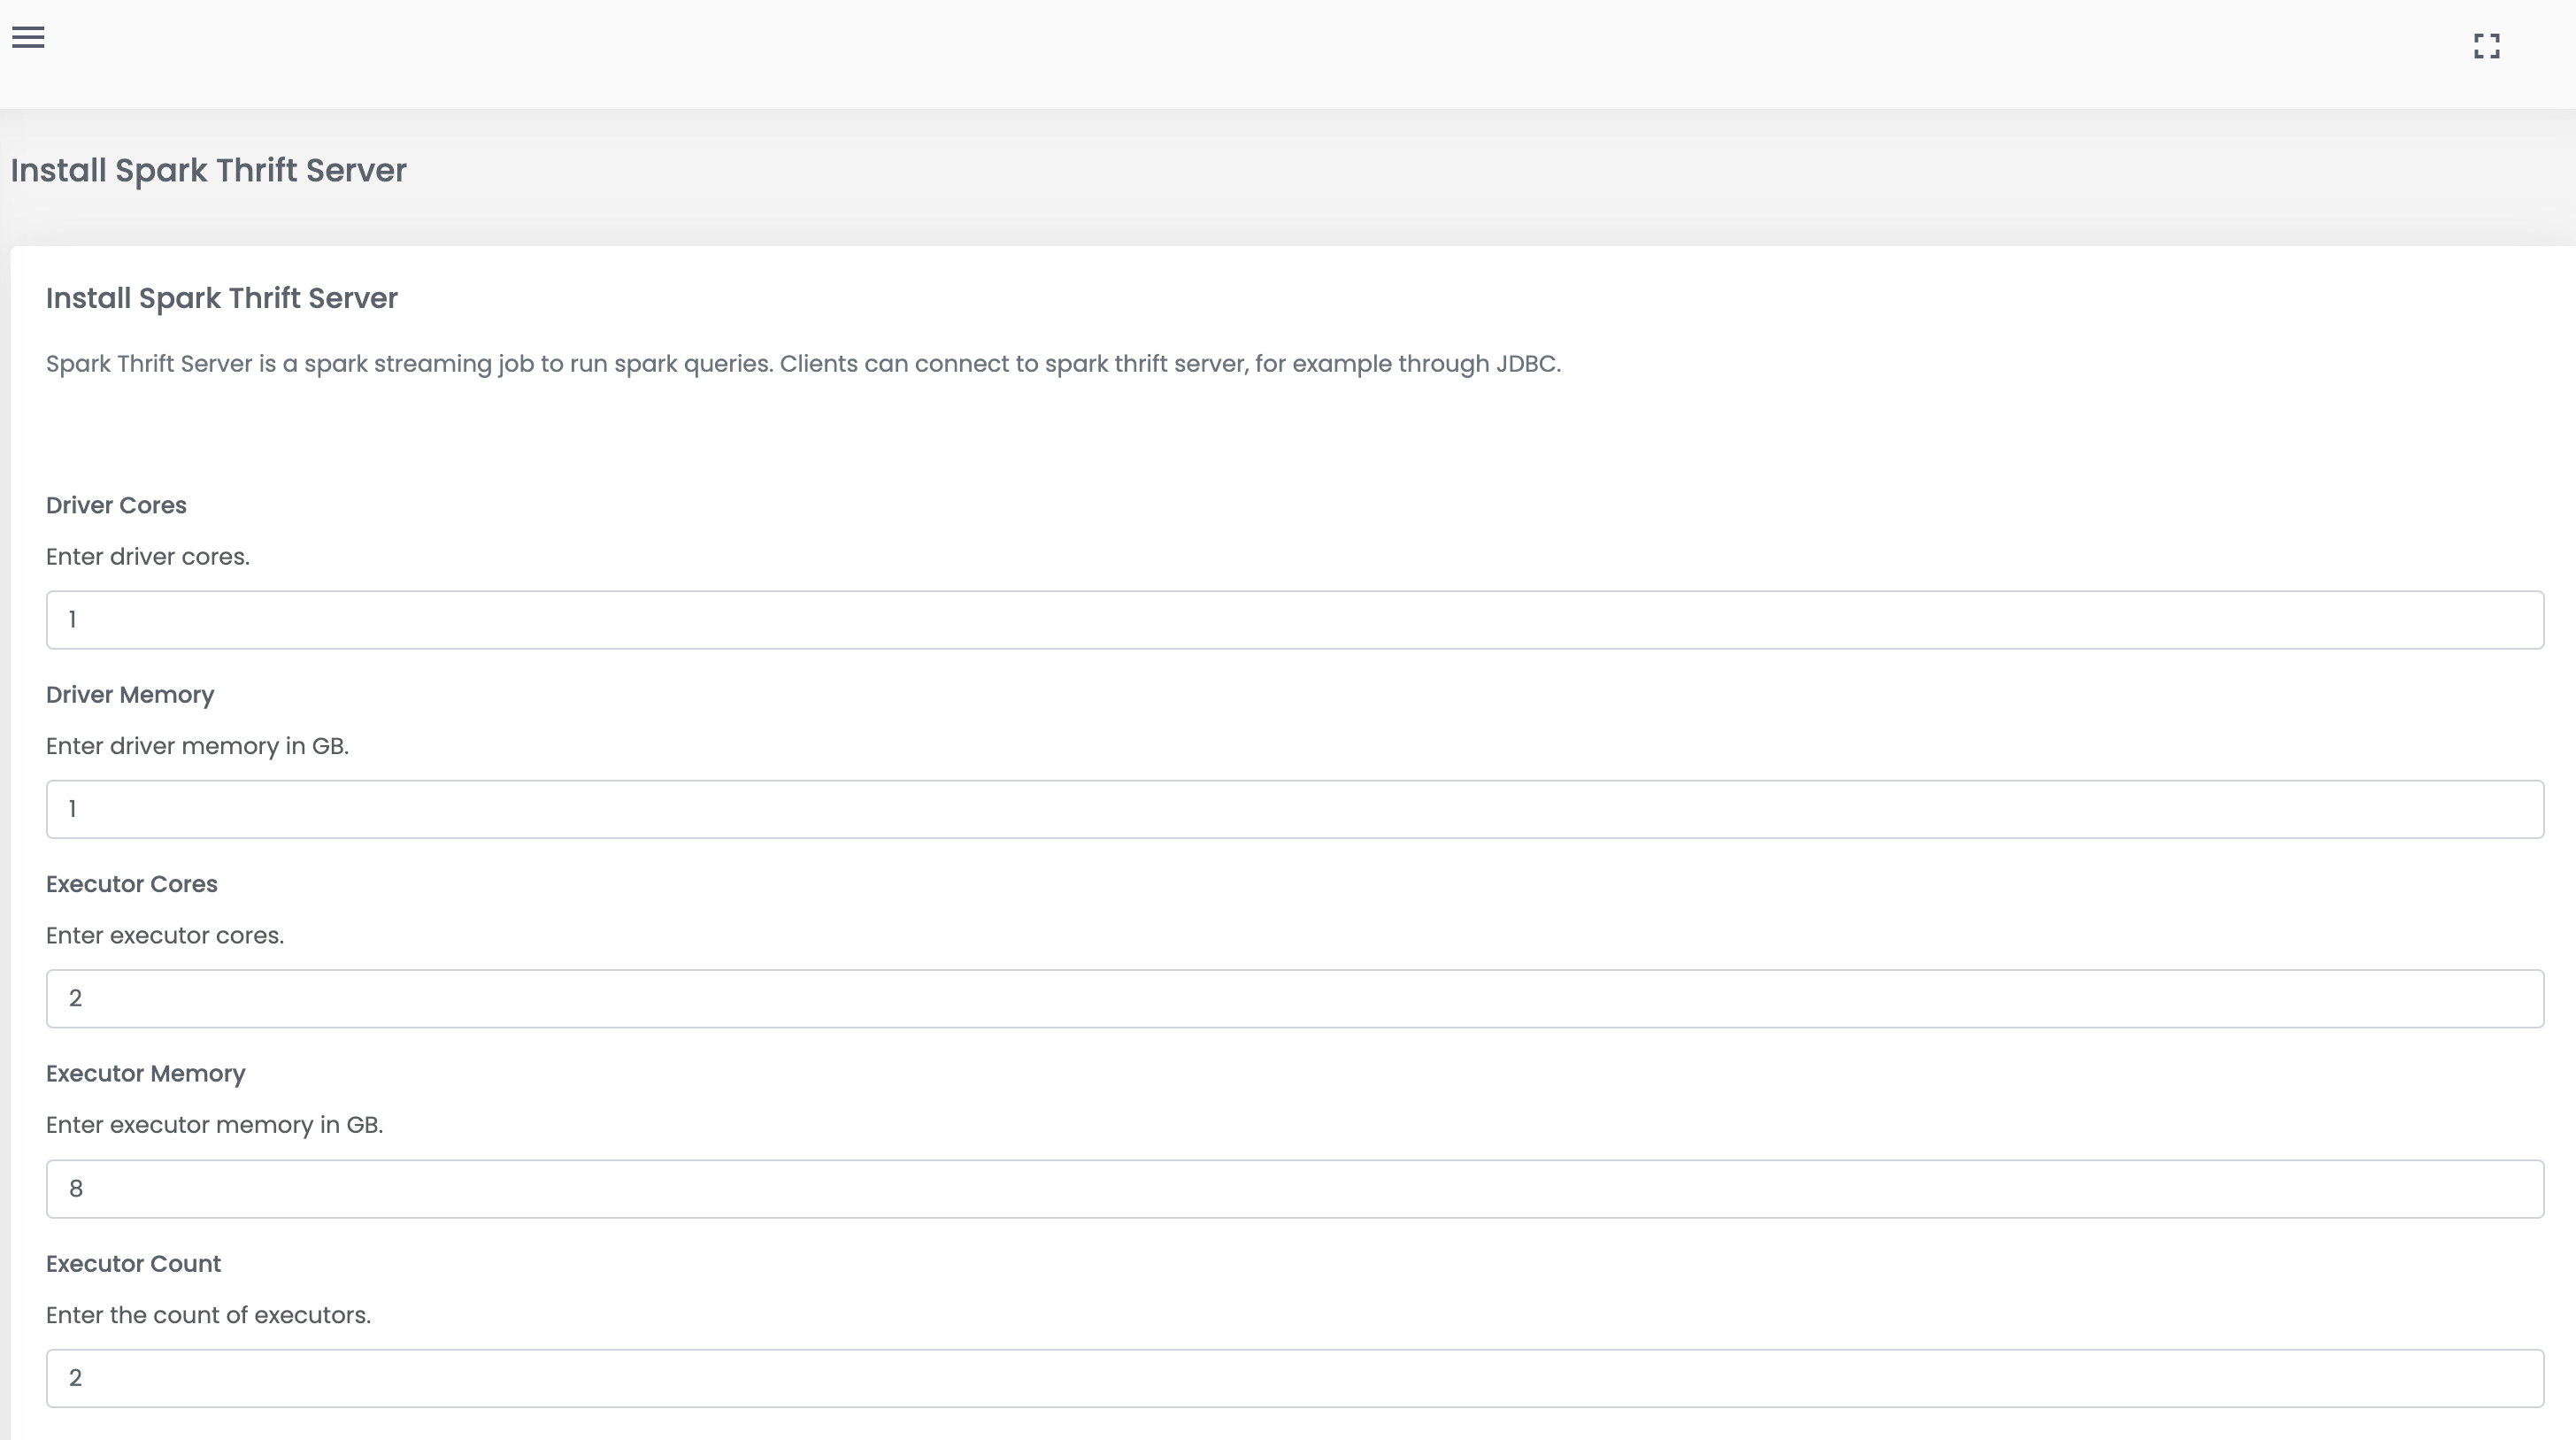 Install Spark Thrift Server
Install Spark Thrift Server
Spark Thrift Server is a spark streaming job to run spark queries. Clients can connect to spark thrift server, for example through JDBC.
Driver Cores
Enter driver cores.
1
Driver Memory
Enter driver memory in GB.
1
Executor Cores
Enter executor cores.
2
Executor Memory
Enter executor memory in GB.
8
Executor Count
Enter the count of executors.
2